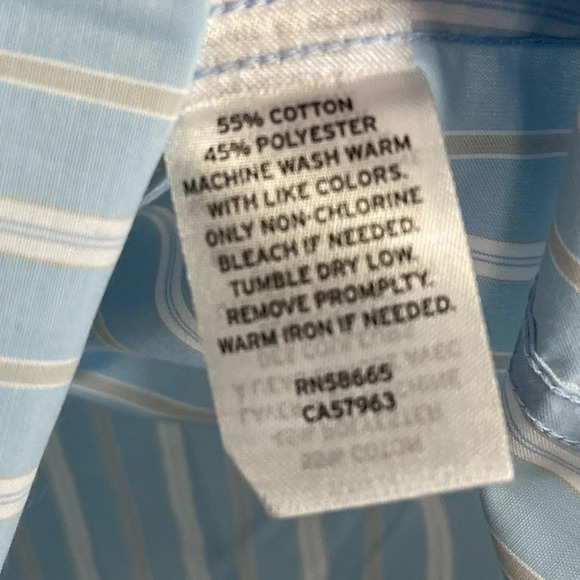 55% COTTON
45% POLYESTER
MACHINE WASH WARM
WITH LIKE COLORS.
ONLY NON-CHLORINE
BLEACH IF NEEDED.
TUMBLE DRY LOW.
REMOVE PROMPLTY.
WARM IRON IF NEEDED.
RN58665
CA57963